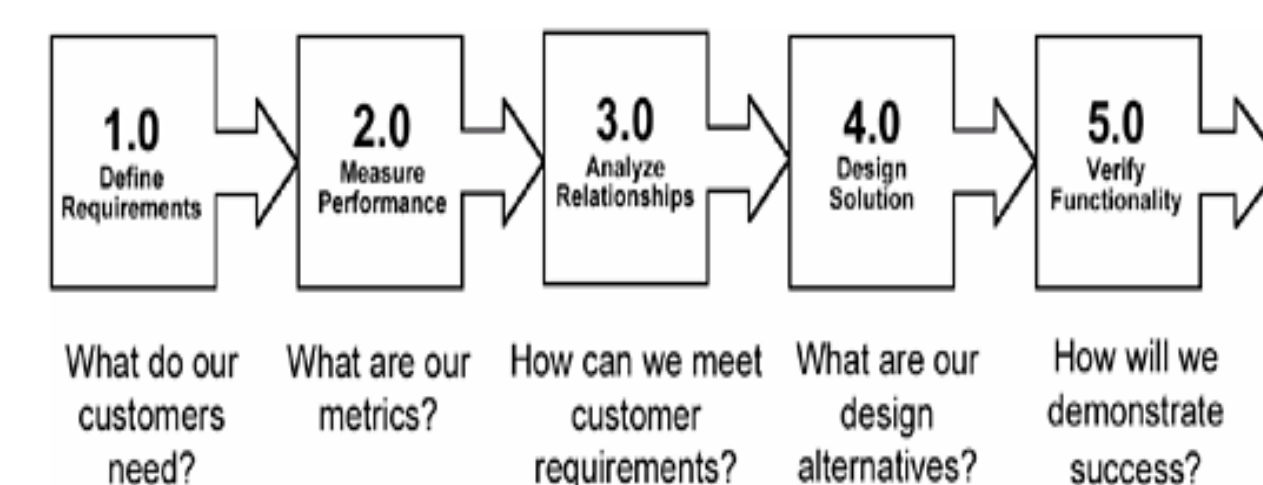 1.0
Define
Requirements
2.0
Measure
Performance
3.0
Analyze
Relationships
4.0
Design
Solution
5.0
Verify
Functionality
What do our
customers
need?
What are our
metrics?
How can we meet
customer
requirements?
What are our
design
alternatives?
How will we
demonstrate
success?